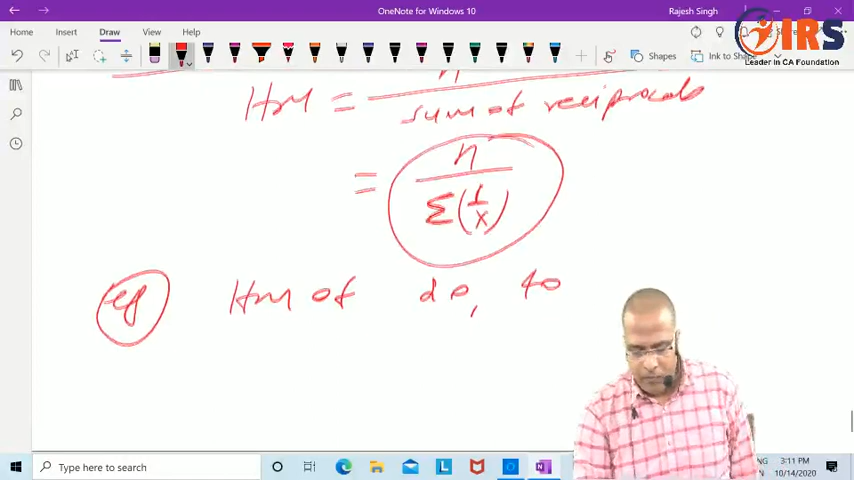 OneNote for Windows 10
Rajesh Singh
Home Insert Draw View Help
Shapes Ink to Shape
IRS
Leader in CA Foundation
n
HM = sum of reciprocals
= n
Σ(1/x)
eg HM of 20, 40
Type here to search
3:11 PM
10/14/2020